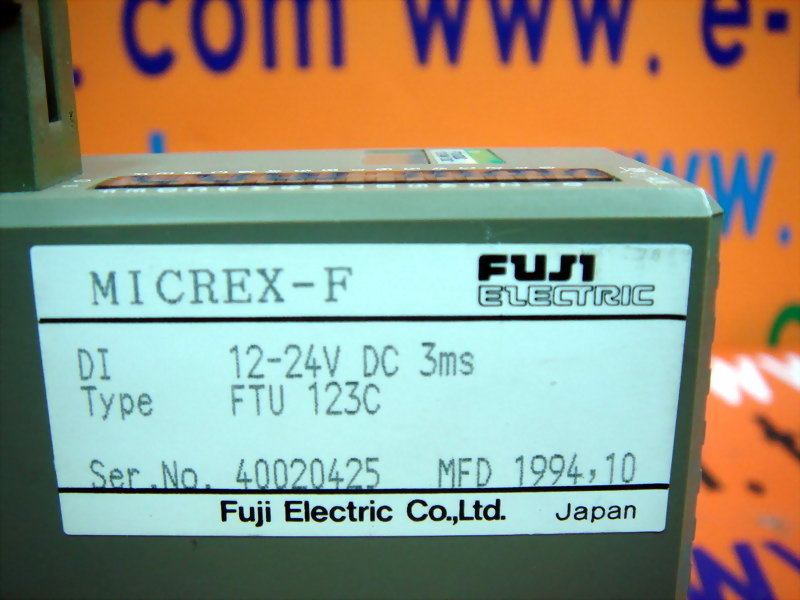 com www. e-
www.
MICREX-F
FUJI
ELECTRIC
DI 12-24V DC 3ms
Type FTU 123C
Ser.No. 40020425 MFD 1994,10
Fuji Electric Co.,Ltd. Japan